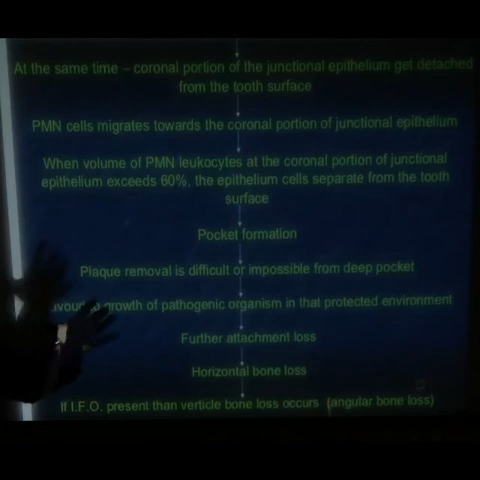 At the same time – coronal portion of the junctional epithelium get detached
from the tooth surface
PMN cells migrates towards the coronal portion of junctional epithelium
When volume of PMN leukocytes at the coronal portion of junctional
epithelium exceeds 60%, the epithelium cells separate from the tooth
surface
Pocket formation
Plaque removal is difficult or impossible from deep pocket
growth of pathogenic organism in that protected environment
Further attachment loss
Horizontal bone loss
If I.F.O. present than verticle bone loss occurs (angular bone loss)